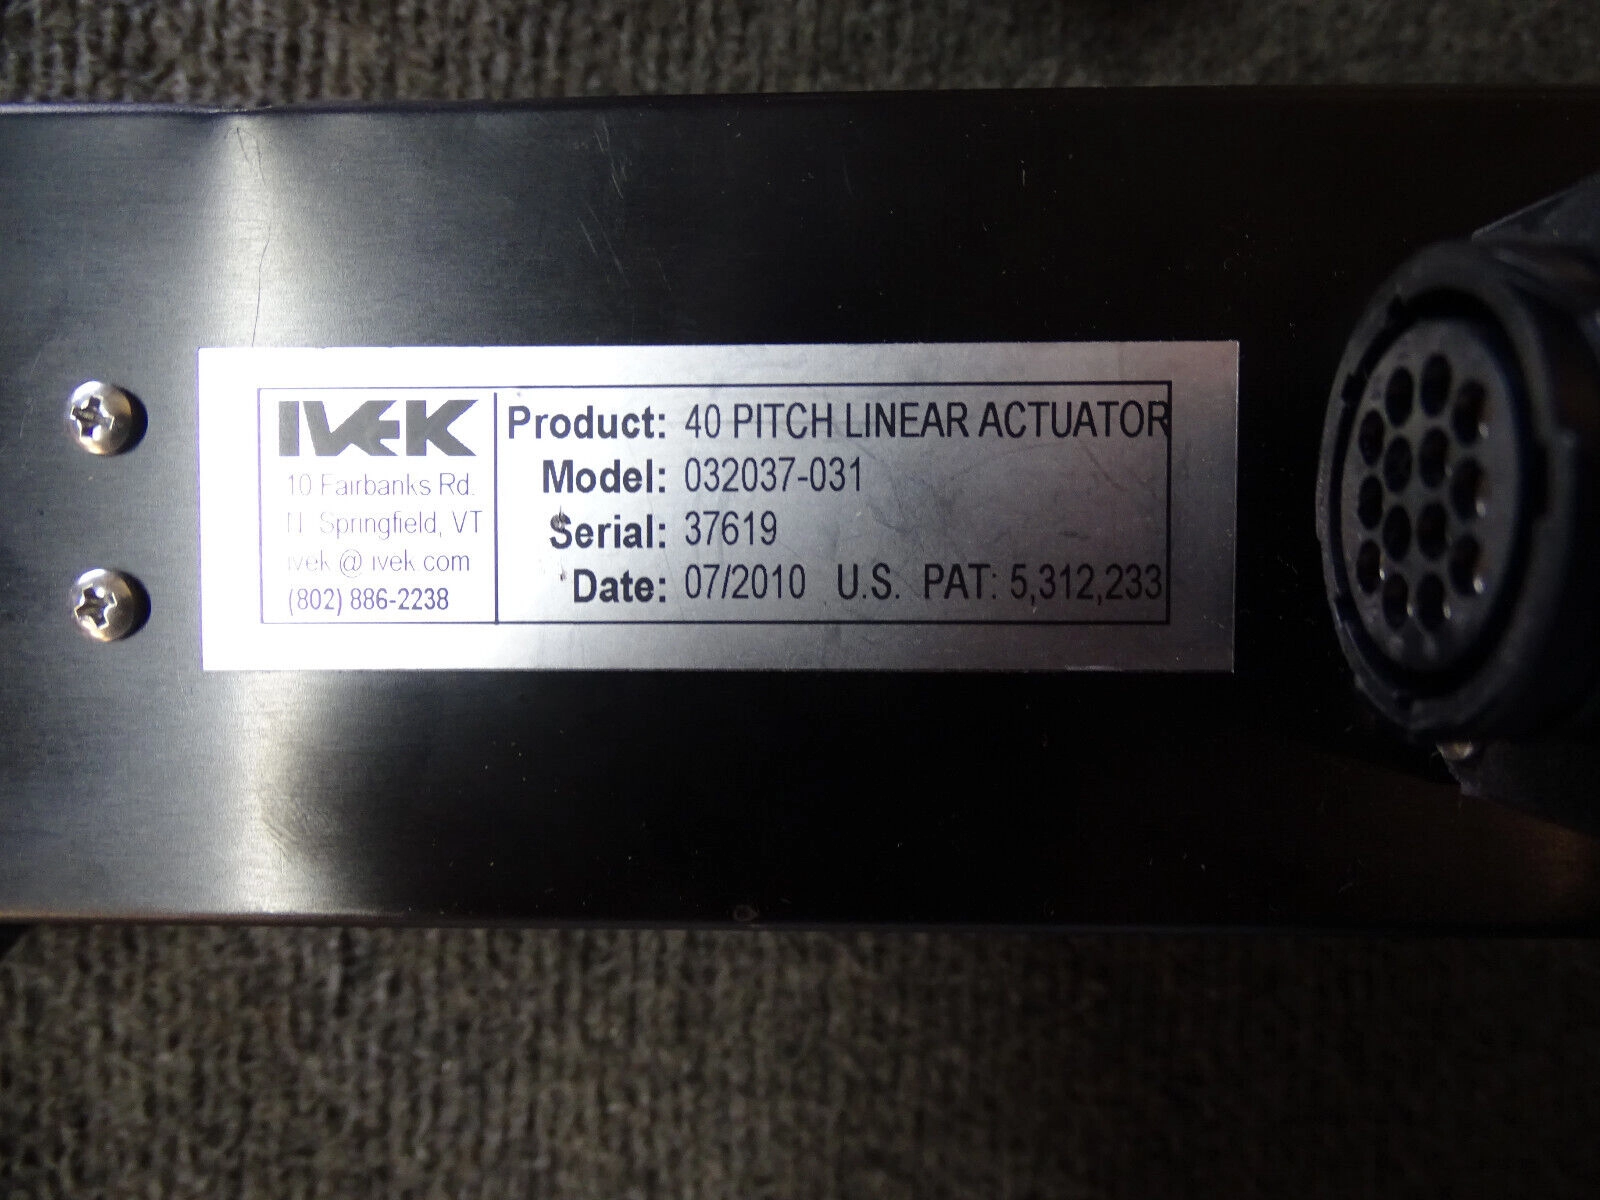 IVEK
10 Fairbanks Rd.
N. Springfield, VT
ivek @ ivek.com
(802) 886-2238
Product: 40 PITCH LINEAR ACTUATOR
Model: 032037-031
Serial: 37619
Date: 07/2010 U.S. PAT: 5,312,233